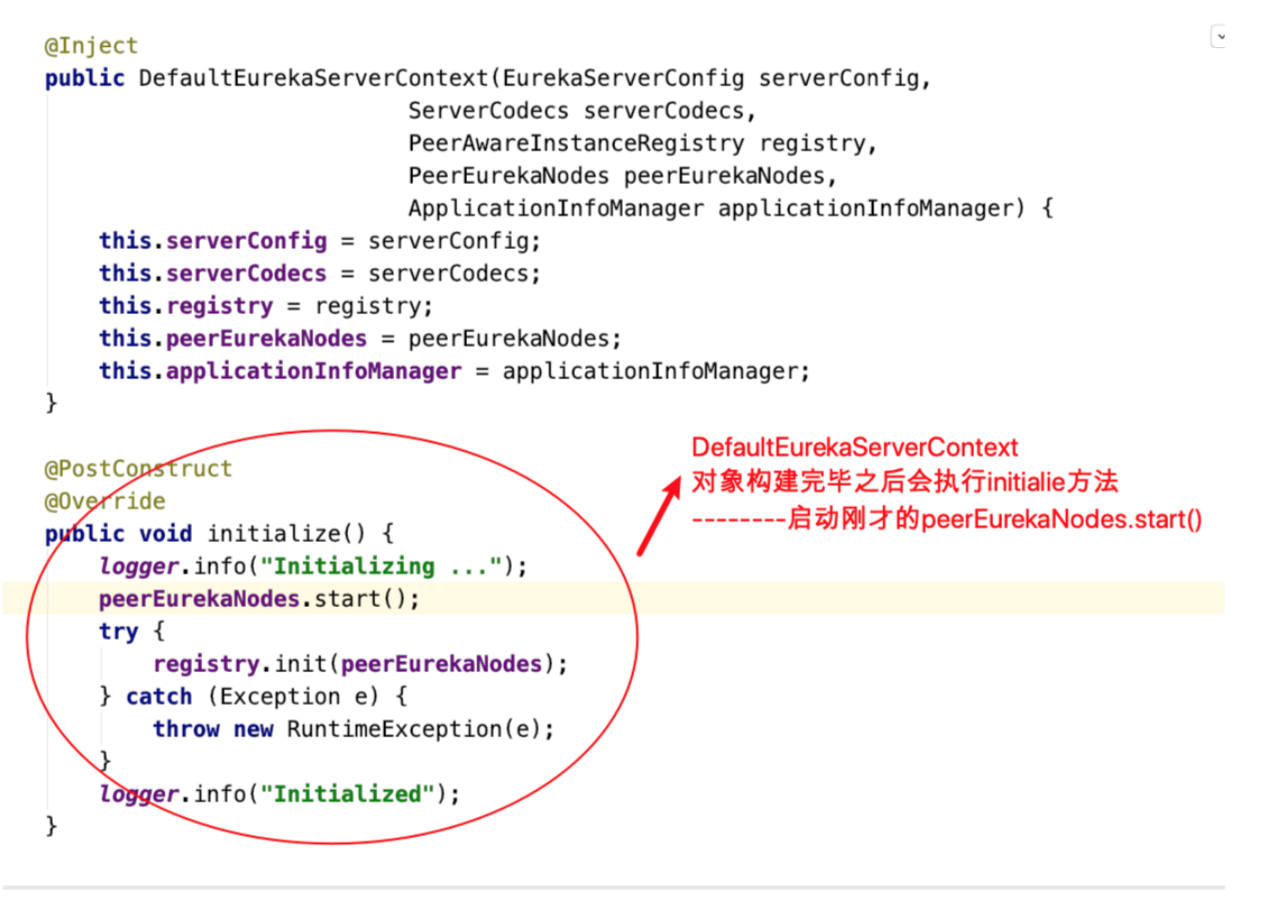 @Inject
public DefaultEurekaServerContext(EurekaServerConfig serverConfig,
ServerCodecs serverCodecs,
PeerAwareInstanceRegistry registry,
PeerEurekaNodes peerEurekaNodes,
ApplicationInfoManager applicationInfoManager) {
this.serverConfig = serverConfig;
this.serverCodecs = serverCodecs;
this.registry = registry;
this.peerEurekaNodes = peerEurekaNodes;
this.applicationInfoManager = applicationInfoManager;
}
@PostConstruct
@Override
public void initialize() {
logger.info("Initializing ...");
peerEurekaNodes.start();
try {
registry.init(peerEurekaNodes);
} catch (Exception e) {
throw new RuntimeException(e);
}
logger.info("Initialized");
}
DefaultEurekaServerContext
对象构建完毕之后会执行initialie方法
--------启动刚才的peerEurekaNodes.start()